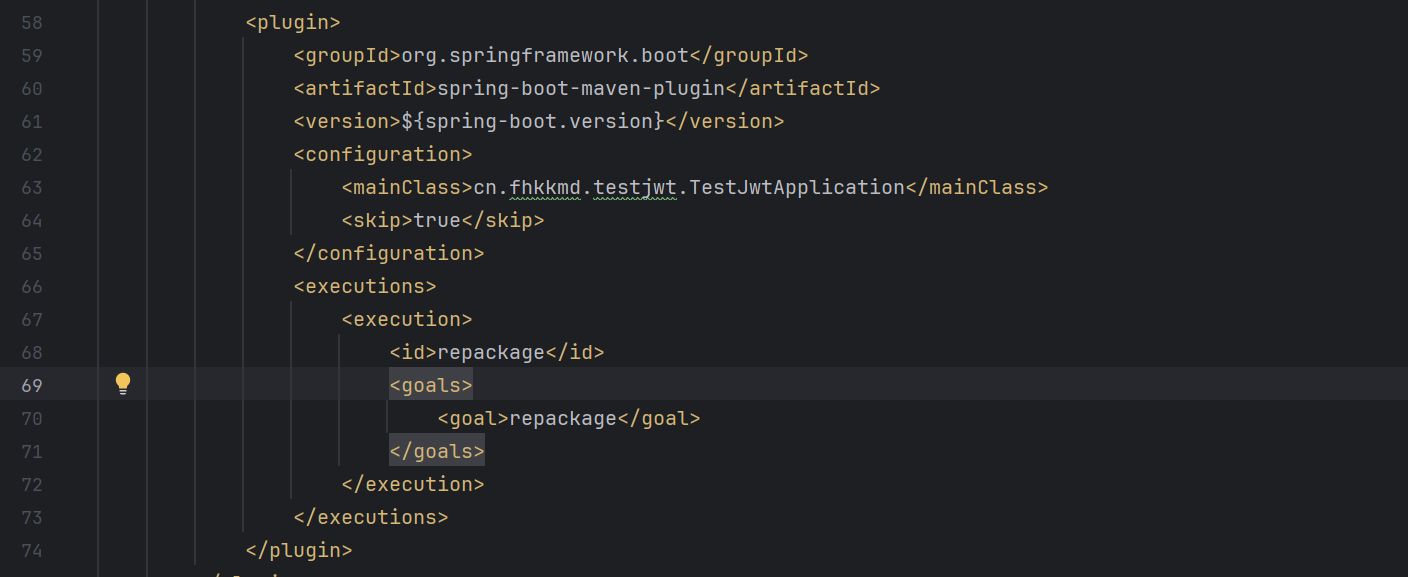 58 <plugin>
59 <groupId>org.springframework.boot</groupId>
60 <artifactId>spring-boot-maven-plugin</artifactId>
61 <version>${spring-boot.version}</version>
62 <configuration>
63 <mainClass>cn.fhkkmd.testjwt.TestJwtApplication</mainClass>
64 <skip>true</skip>
65 </configuration>
66 <executions>
67 <execution>
68 <id>repackage</id>
69 <goals>
70 <goal>repackage</goal>
71 </goals>
72 </execution>
73 </executions>
74 </plugin>